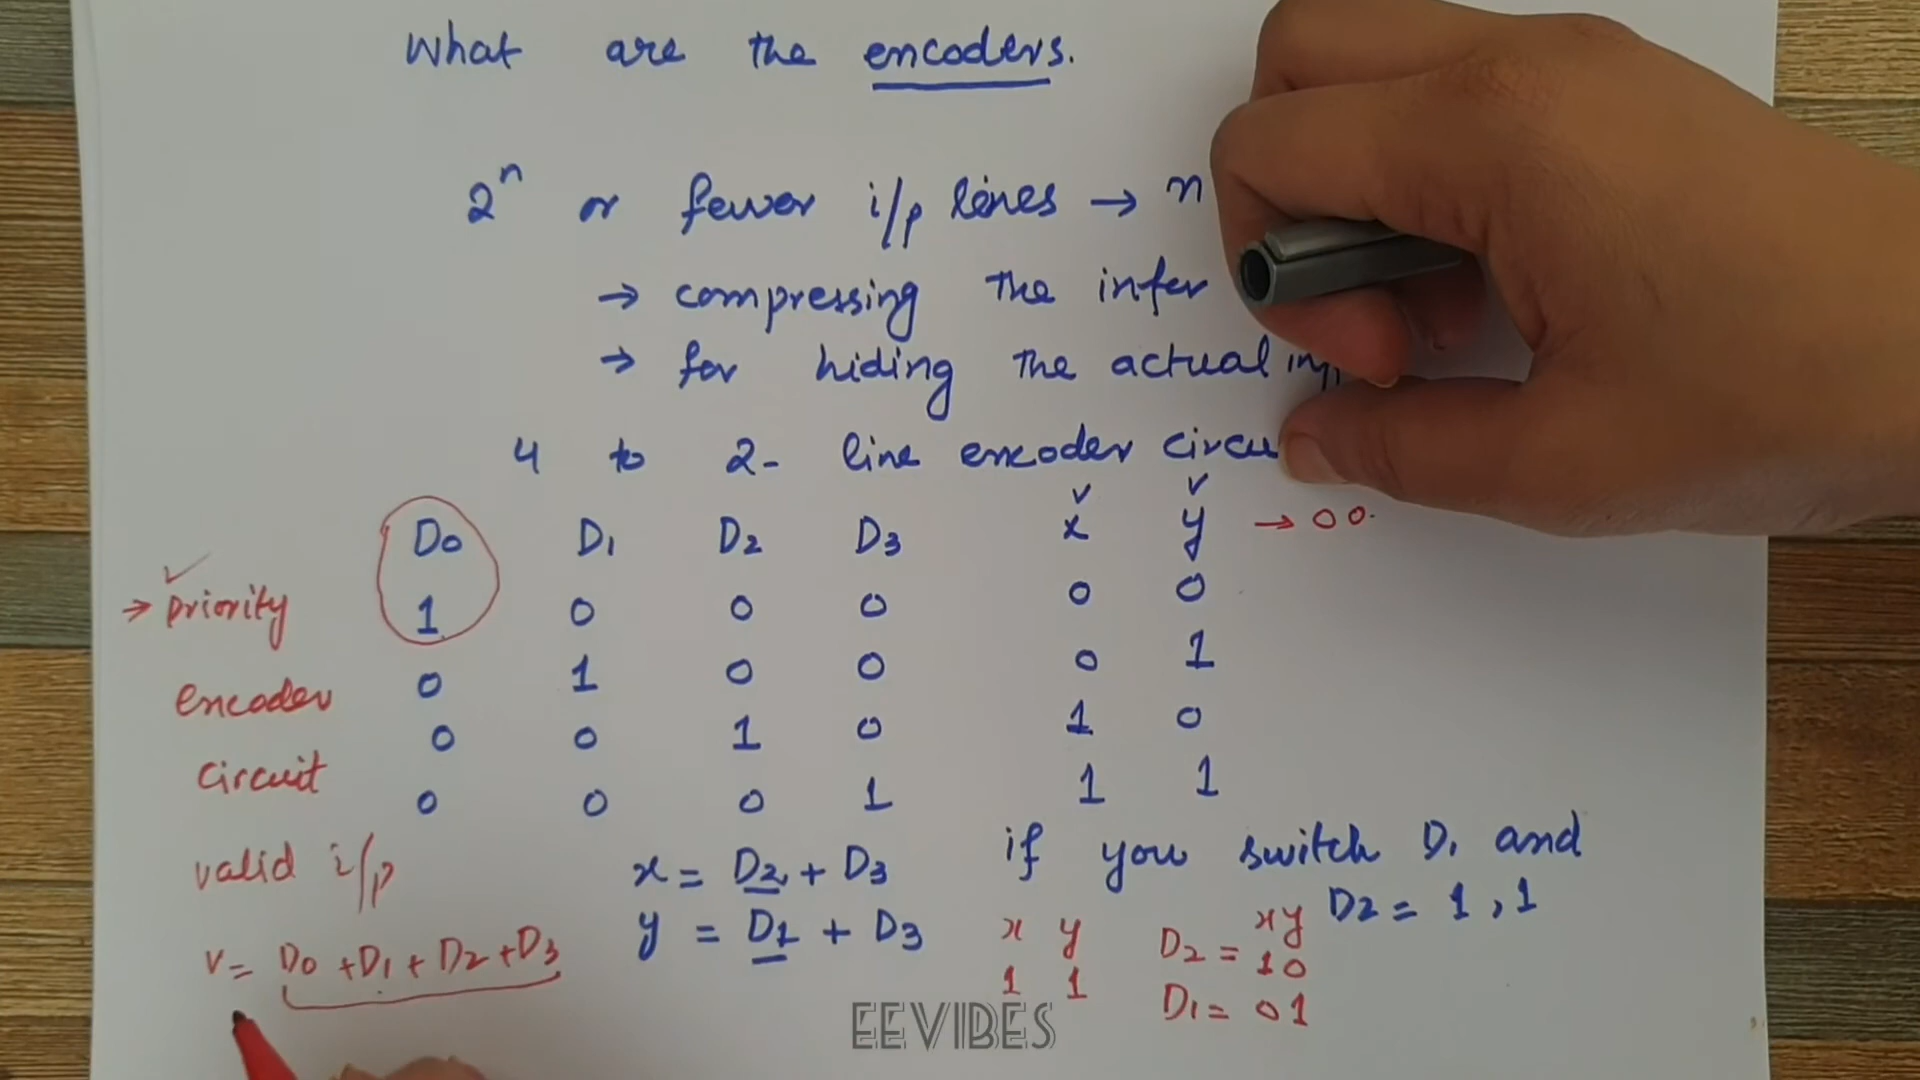 What are the encoders.
2ⁿ or fewer i/p lines → n
→ compressing the infor
→ for hiding the actual
4 to 2- line encoder circu
D0 D1 D2 D3 x y → 00.
→ Priority 1 0 0 0 0 0
encoder 0 1 0 0 0 1
circuit 0 0 1 0 1 0
0 0 0 1 1 1
valid i/p
V = D0 + D1 + D2 + D3
x = D2 + D3
y = D1 + D3
if you switch D1 and
D2 = 1, 1
x y
1 1
xy
D2 = 10
D1 = 01
EEVIBES